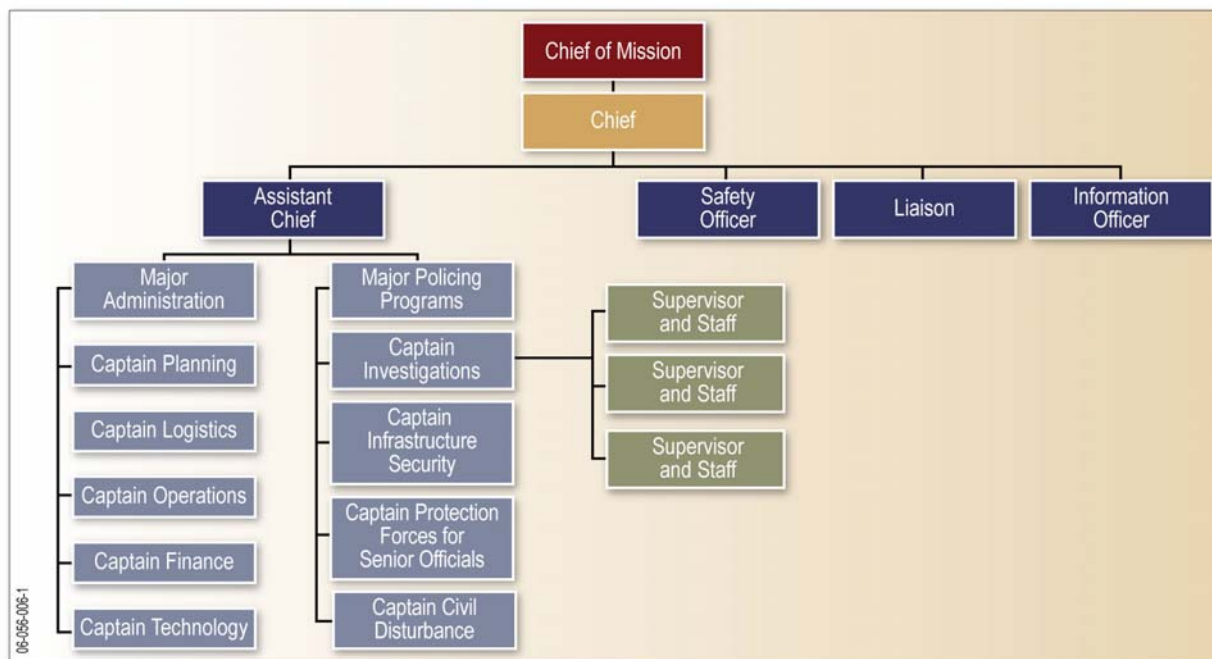 Chief of Mission
Chief
Assistant
Chief
Safety
Officer
Liaison
Information
Officer
Major
Administration
Captain Planning
Captain Logistics
Captain Operations
Captain Finance
Captain Technology
Major Policing
Programs
Captain
Investigations
Captain
Infrastructure
Security
Captain Protection
Forces for
Senior Officials
Captain Civil
Disturbance
Supervisor
and Staff
Supervisor
and Staff
Supervisor
and Staff
06-056-006-1